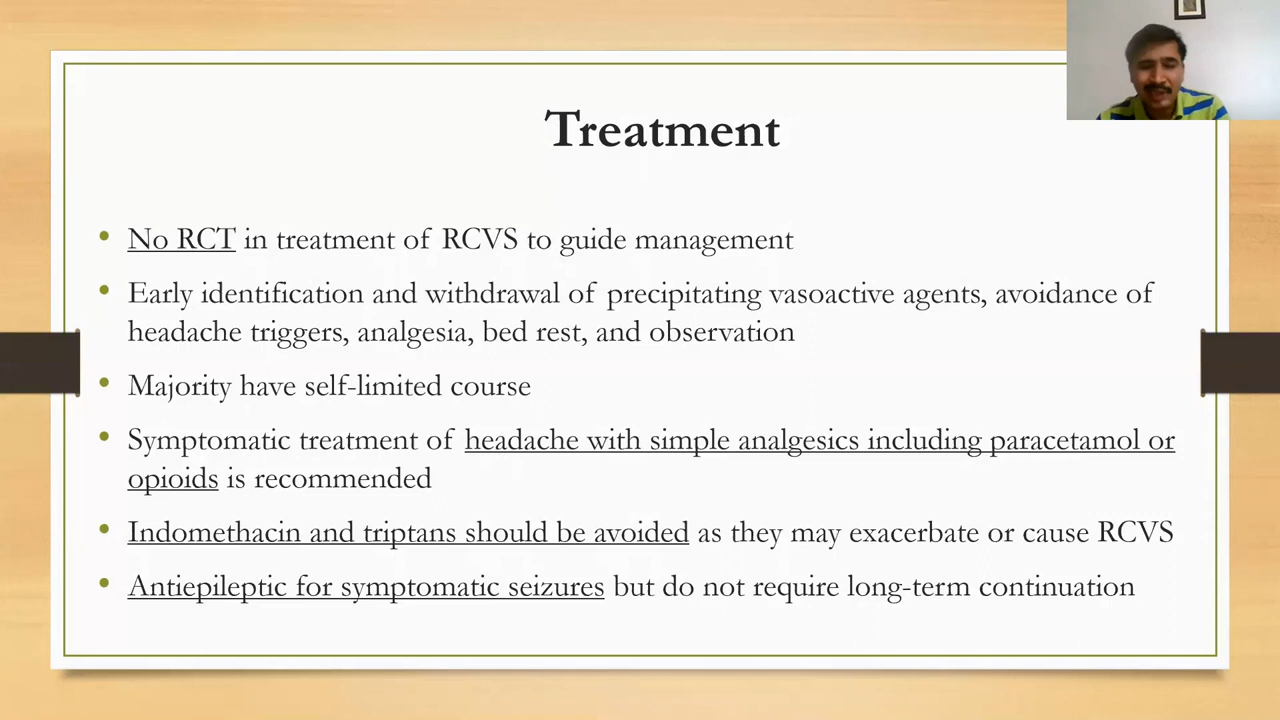 Treatment
• No RCT in treatment of RCVS to guide management
• Early identification and withdrawal of precipitating vasoactive agents, avoidance of
headache triggers, analgesia, bed rest, and observation
• Majority have self-limited course
• Symptomatic treatment of headache with simple analgesics including paracetamol or
opioids is recommended
• Indomethacin and triptans should be avoided as they may exacerbate or cause RCVS
• Antiepileptic for symptomatic seizures but do not require long-term continuation